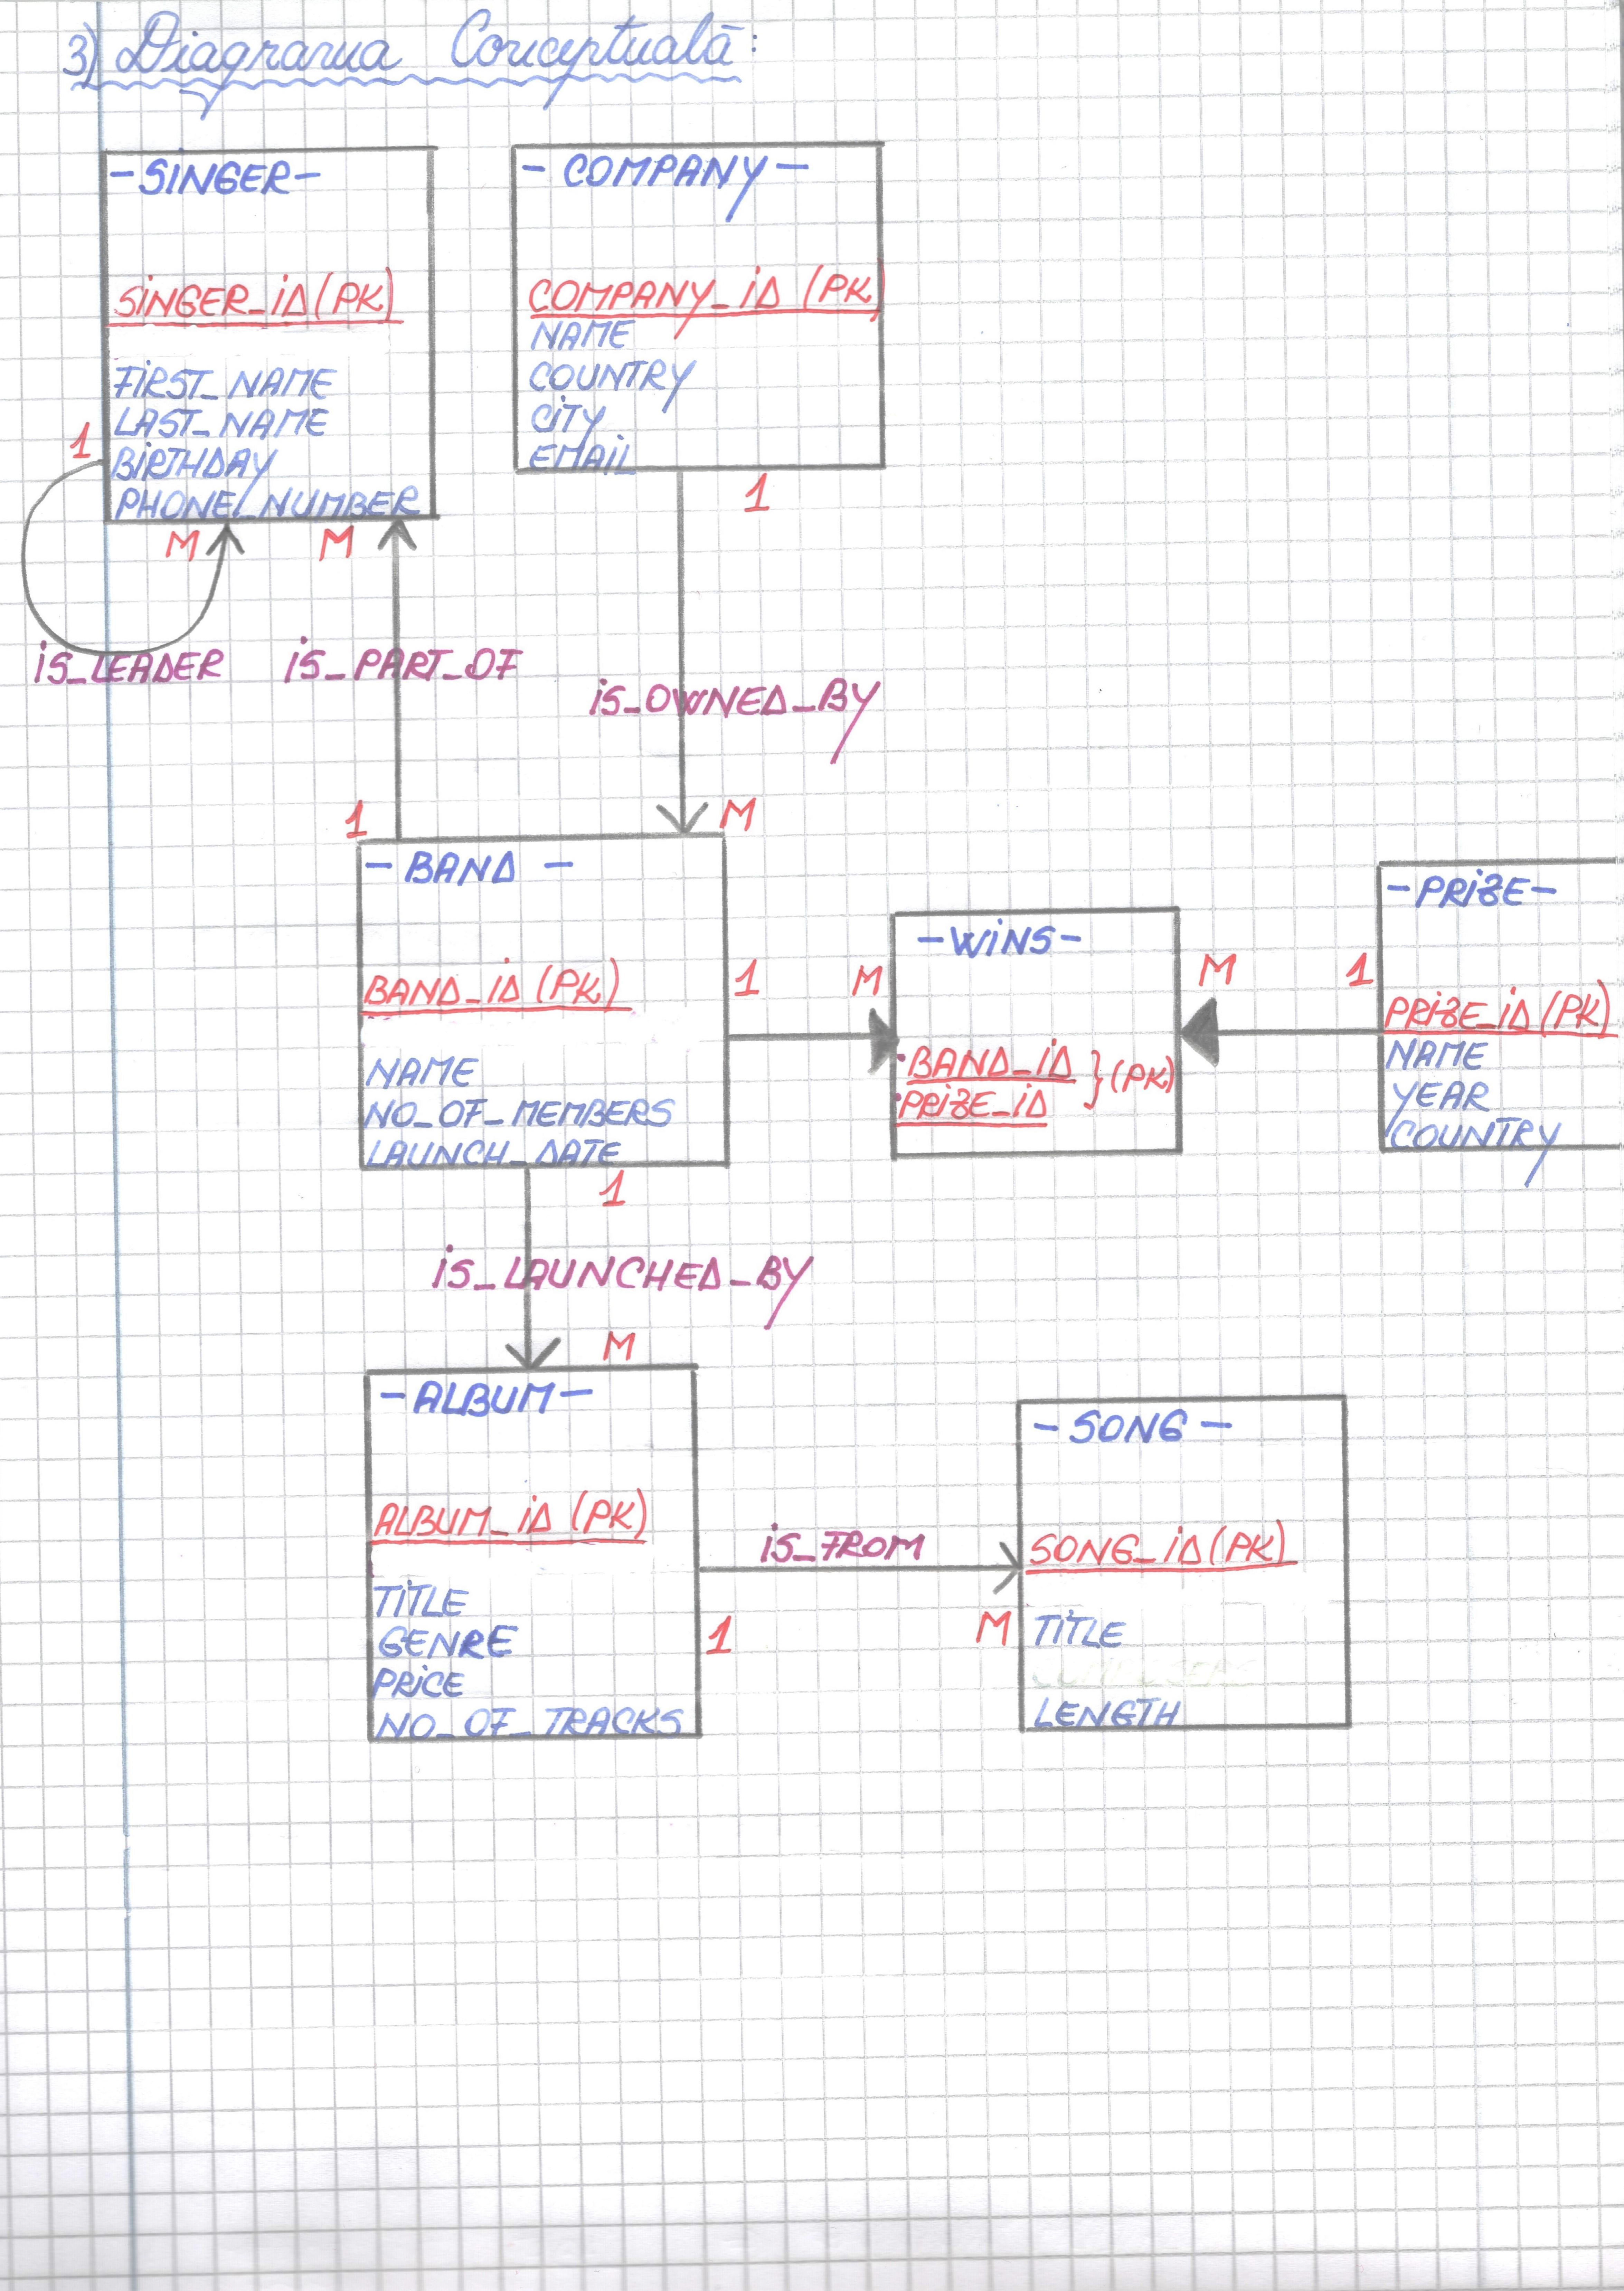 3) Diagrama Conceptuală:
-SINGER-
SINGER_ID (PK)
FIRST_NAME
LAST_NAME
BIRTHDAY
PHONE_NUMBER
1
M
M
IS_LEADER
IS_PART_OF
- COMPANY -
COMPANY_ID (PK)
NAME
COUNTRY
CITY
EMAIL
1
IS_OWNED_BY
1
M
- BAND -
BAND_ID (PK)
NAME
NO_OF_MEMBERS
LAUNCH_DATE
1
M
-WINS-
BAND_ID } (PK)
PRIZE_ID
M
1
-PRIZE-
PRIZE_ID (PK)
NAME
YEAR
COUNTRY
1
IS_LAUNCHED_BY
M
-ALBUM-
ALBUM_ID (PK)
TITLE
GENRE
PRICE
NO_OF_TRACKS
IS_FROM
1
M
- SONG -
SONG_ID (PK)
TITLE
LENGTH